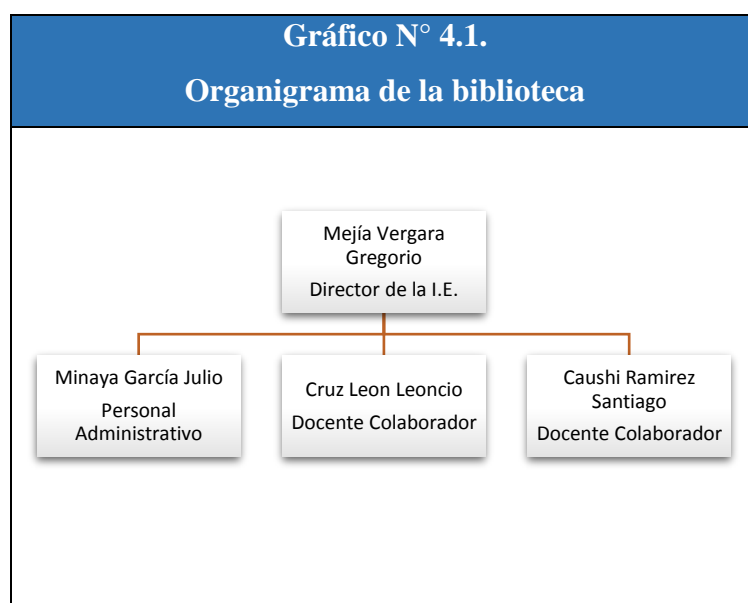 Gráfico N° 4.1.
Organigrama de la biblioteca
Mejía Vergara
Gregorio
Director de la I.E.
Minaya García Julio
Personal
Administrativo
Cruz Leon Leoncio
Docente Colaborador
Caushi Ramirez
Santiago
Docente Colaborador